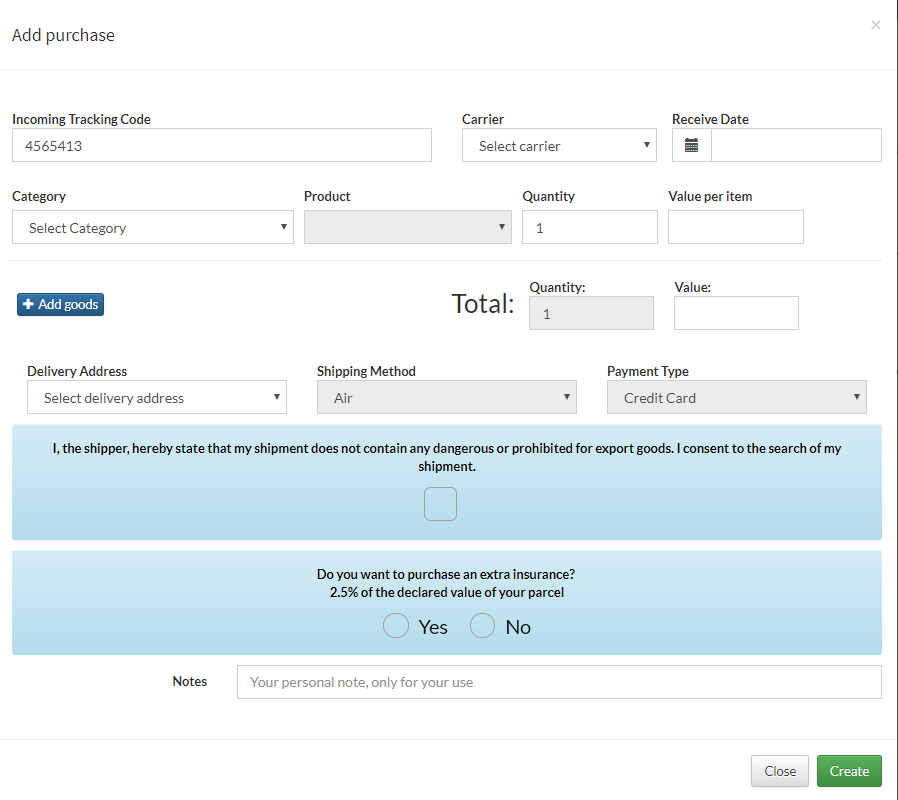 Add purchase
×
Incoming Tracking Code
Carrier
Receive Date
4565413
Select carrier
Category
Product
Quantity
Value per item
Select Category
1
Add goods
Total:
Quantity:
Value:
1
Delivery Address
Shipping Method
Payment Type
Select delivery address
Air
Credit Card
I, the shipper, hereby state that my shipment does not contain any dangerous or prohibited for export goods. I consent to the search of my
shipment.
Do you want to purchase an extra insurance?
2.5% of the declared value of your parcel
Yes
No
Notes
Your personal note, only for your use
Close
Create